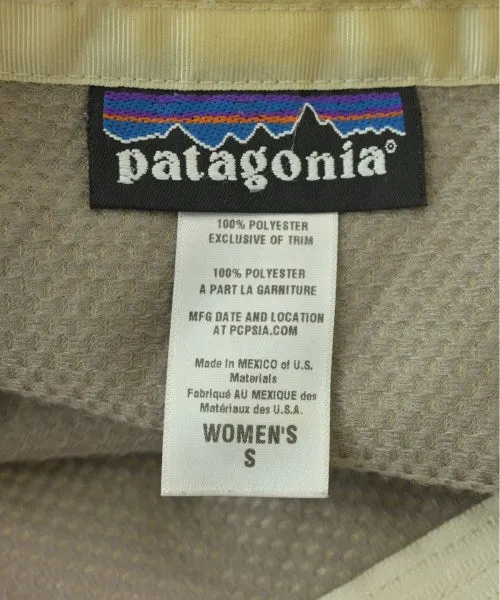 patagonia®
100% POLYESTER
EXCLUSIVE OF TRIM
100% POLYESTER
A PART LA GARNITURE
MFG DATE AND LOCATION
AT PCPSIA.COM
Made in MEXICO of U.S.
Materials
Fabriqué AU MEXIQUE des
Matériaux des U.S.A.
WOMEN'S
S